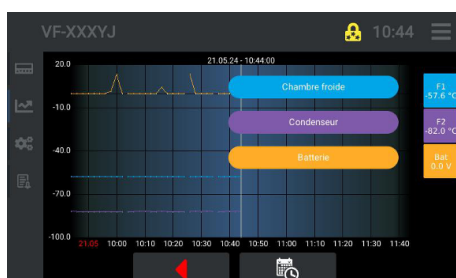 VF-XXXYJ
10:44
21.05.24 - 10:44:00
20.0
-10.0
-40.0
-70.0
-100.0
Chambre froide
Condenseur
Batterie
F1
-57.6 °C
F2
-82.0 °C
Bat.
0.0 V
21.05 10:00 10:10 10:20 10:30 10:40 10:50 11:00 11:10 11:20 11:30 11:40